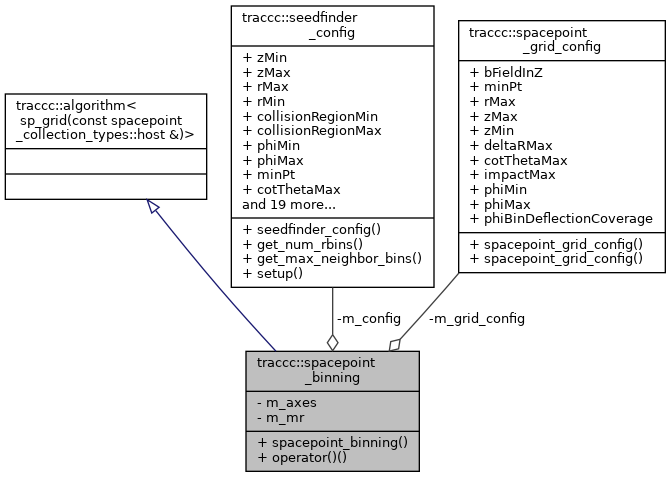 traccc::algorithm<
sp_grid(const spacepoint
_collection_types::host &)>
traccc::seedfinder
_config
+ zMin
+ zMax
+ rMax
+ rMin
+ collisionRegionMin
+ collisionRegionMax
+ phiMin
+ phiMax
+ minPt
+ cotThetaMax
and 19 more...
+ seedfinder_config()
+ get_num_rbins()
+ get_max_neighbor_bins()
+ setup()
traccc::spacepoint
_grid_config
+ bFieldInZ
+ minPt
+ rMax
+ zMax
+ zMin
+ deltaRMax
+ cotThetaMax
+ impactMax
+ phiMin
+ phiMax
+ phiBinDeflectionCoverage
+ spacepoint_grid_config()
+ spacepoint_grid_config()
-m_config
-m_grid_config
traccc::spacepoint
_binning
- m_axes
- m_mr
+ spacepoint_binning()
+ operator()()